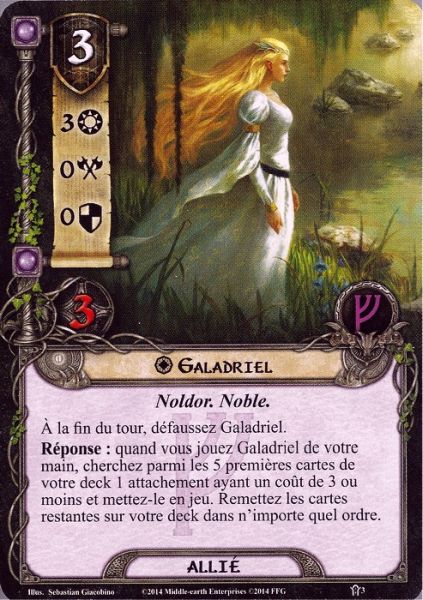 3
3
0
0
3
Galadriel
Noldor. Noble.
À la fin du tour, défaussez Galadriel.
Réponse : quand vous jouez Galadriel de votre
main, cherchez parmi les 5 premières cartes de
votre deck 1 attachement ayant un coût de 3 ou
moins et mettez-le en jeu. Remettez les cartes
restantes sur votre deck dans n'importe quel ordre.
ALLIÉ
Illus. Sebastian Giacobino ©2014 Middle-earth Enterprises ©2014 FFG 3